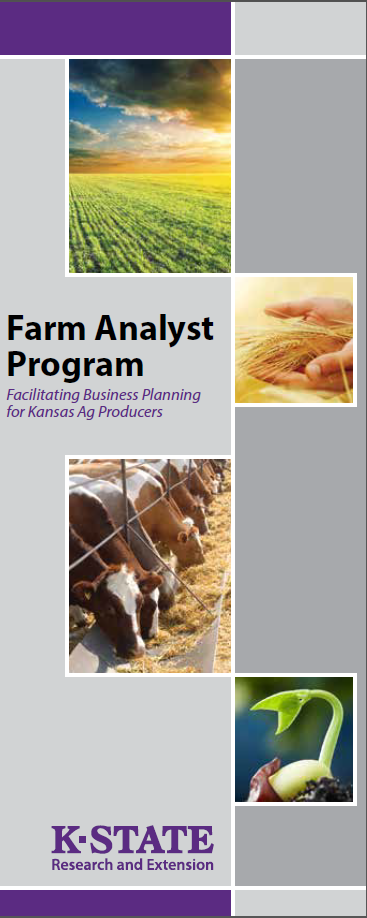 Farm Analyst
Program
Facilitating Business Planning
for Kansas Ag Producers
K-STATE
Research and Extension